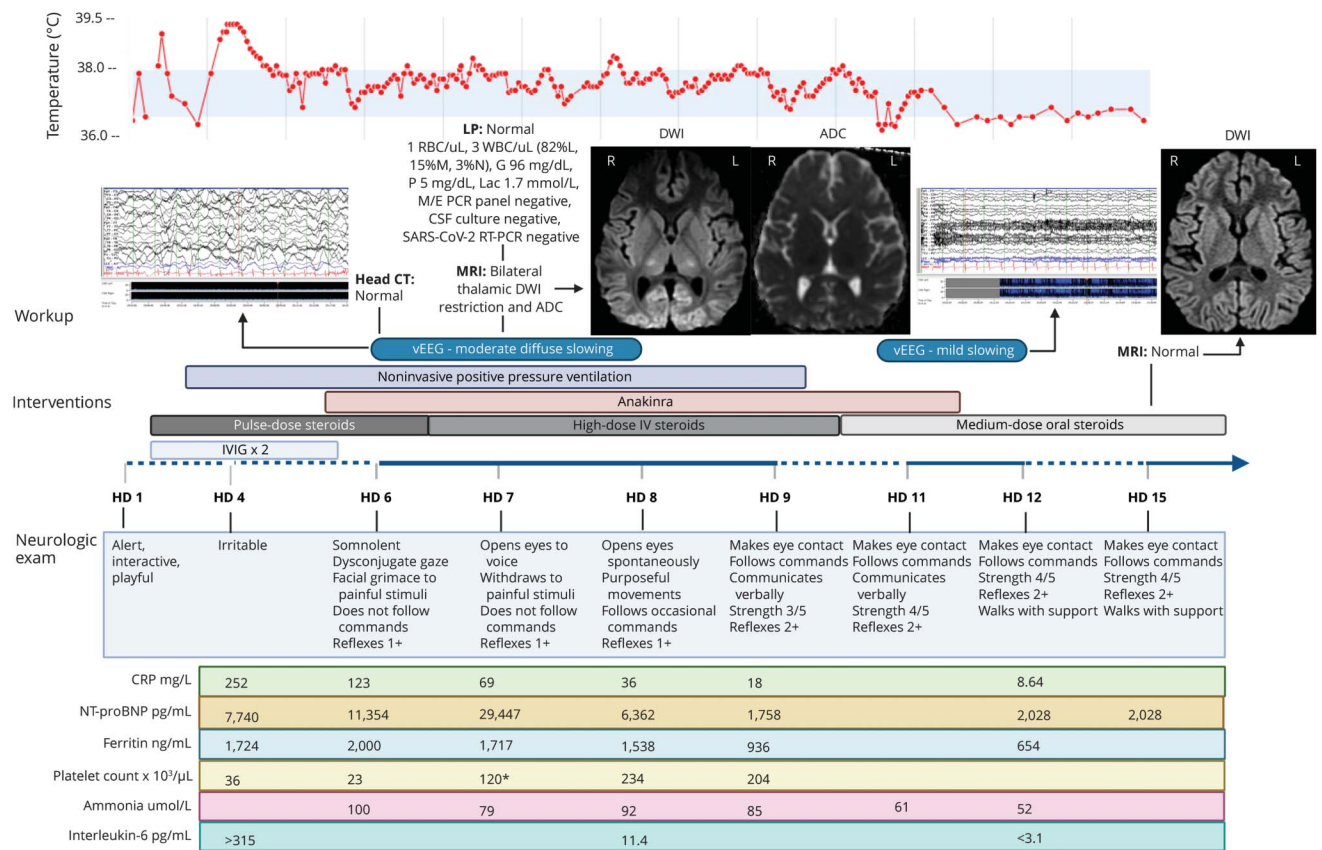 39.5 --
38.0 --
36.0 --
Temperature (°C)
LP: Normal
1 RBC/uL, 3 WBC/uL (82%L,
15%M, 3%N), G 96 mg/dL,
P 5 mg/dL, Lac 1.7 mmol/L,
M/E PCR panel negative,
CSF culture negative,
SARS-CoV-2 RT-PCR negative
DWI
ADC
DWI
R L
R L
R L
Head CT:
Normal
MRI: Bilateral
thalamic DWI
restriction and ADC
Workup
vEEG - moderate diffuse slowing
vEEG - mild slowing
MRI: Normal
Noninvasive positive pressure ventilation
Interventions
Anakinra
Pulse-dose steroids
High-dose IV steroids
Medium-dose oral steroids
IVIG x 2
HD 1
HD 4
HD 6
HD 7
HD 8
HD 9
HD 11
HD 12
HD 15
Neurologic
exam
Alert,
interactive,
playful
Irritable
Somnolent
Dysconjugate gaze
Facial grimace to
painful stimuli
Does not follow
commands
Reflexes 1+
Opens eyes to
voice
Withdraws to
painful stimuli
Does not follow
commands
Reflexes 1+
Opens eyes
spontaneously
Purposeful
movements
Follows occasional
commands
Reflexes 1+
Makes eye contact
Follows commands
Communicates
verbally
Strength 3/5
Reflexes 2+
Makes eye contact
Follows commands
Communicates
verbally
Strength 4/5
Reflexes 2+
Makes eye contact
Follows commands
Strength 4/5
Reflexes 2+
Walks with support
Makes eye contact
Follows commands
Strength 4/5
Reflexes 2+
Walks with support
CRP mg/L 252 123 69 36 18 8.64
NT-proBNP pg/mL 7,740 11,354 29,447 6,362 1,758 2,028 2,028
Ferritin ng/mL 1,724 2,000 1,717 1,538 936 654
Platelet count x 10³/µL 36 23 120* 234 204
Ammonia umol/L 100 79 92 85 61 52
Interleukin-6 pg/mL >315 11.4 <3.1